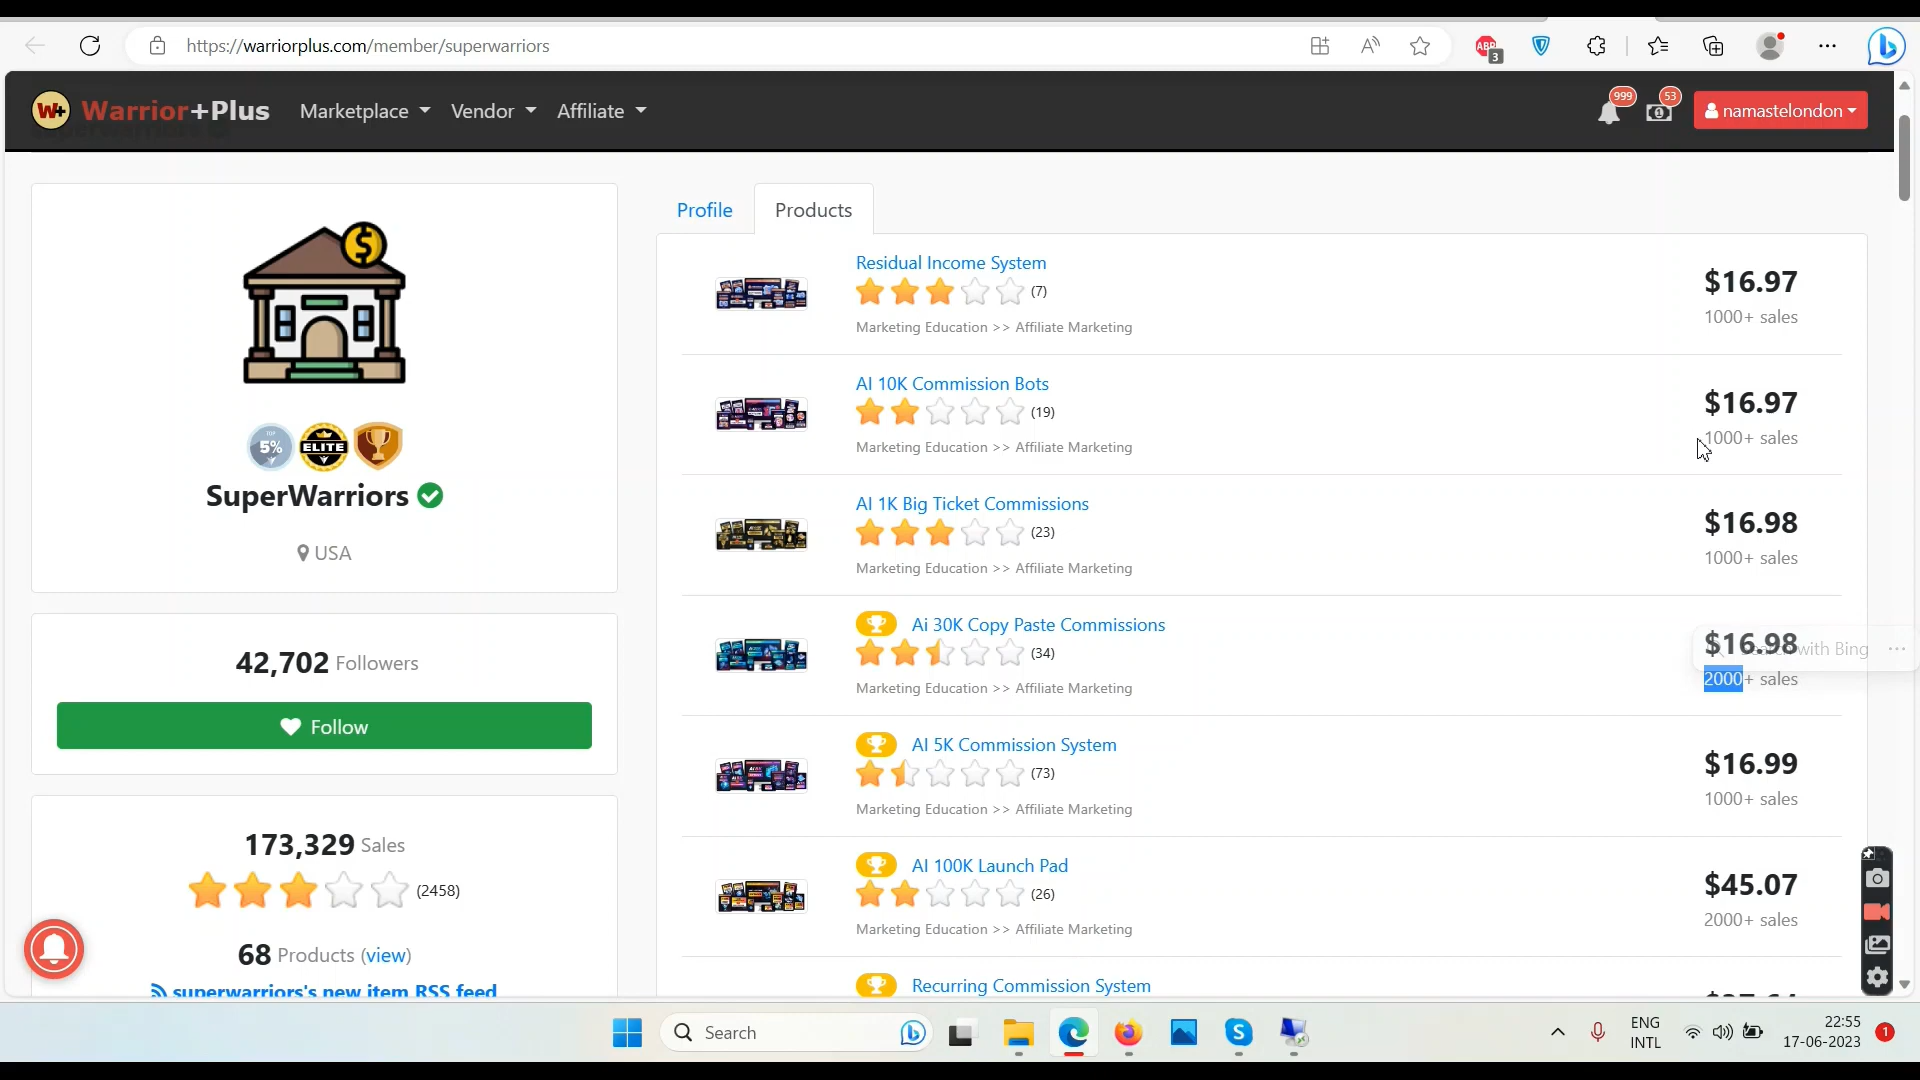 https://warriorplus.com/member/superwarriors
ABP
3
W+ Warrior+Plus Marketplace Vendor Affiliate 999 53 namastelondon
Profile Products
TOP
5%
ELITE
SuperWarriors
USA
42,702 Followers
Follow
173,329 Sales
(2458)
68 Products (view)
superwarriors's new item RSS feed
Residual Income System
(7)
Marketing Education >> Affiliate Marketing
$16.97
1000+ sales
AI 10K Commission Bots
(19)
Marketing Education >> Affiliate Marketing
$16.97
1000+ sales
AI 1K Big Ticket Commissions
(23)
Marketing Education >> Affiliate Marketing
$16.98
1000+ sales
Ai 30K Copy Paste Commissions
(34)
Marketing Education >> Affiliate Marketing
$16.98
with Bing
2000+ sales
AI 5K Commission System
(73)
Marketing Education >> Affiliate Marketing
$16.99
1000+ sales
AI 100K Launch Pad
(26)
Marketing Education >> Affiliate Marketing
$45.07
2000+ sales
Recurring Commission System
Search
ENG
INTL
22:55
17-06-2023
1